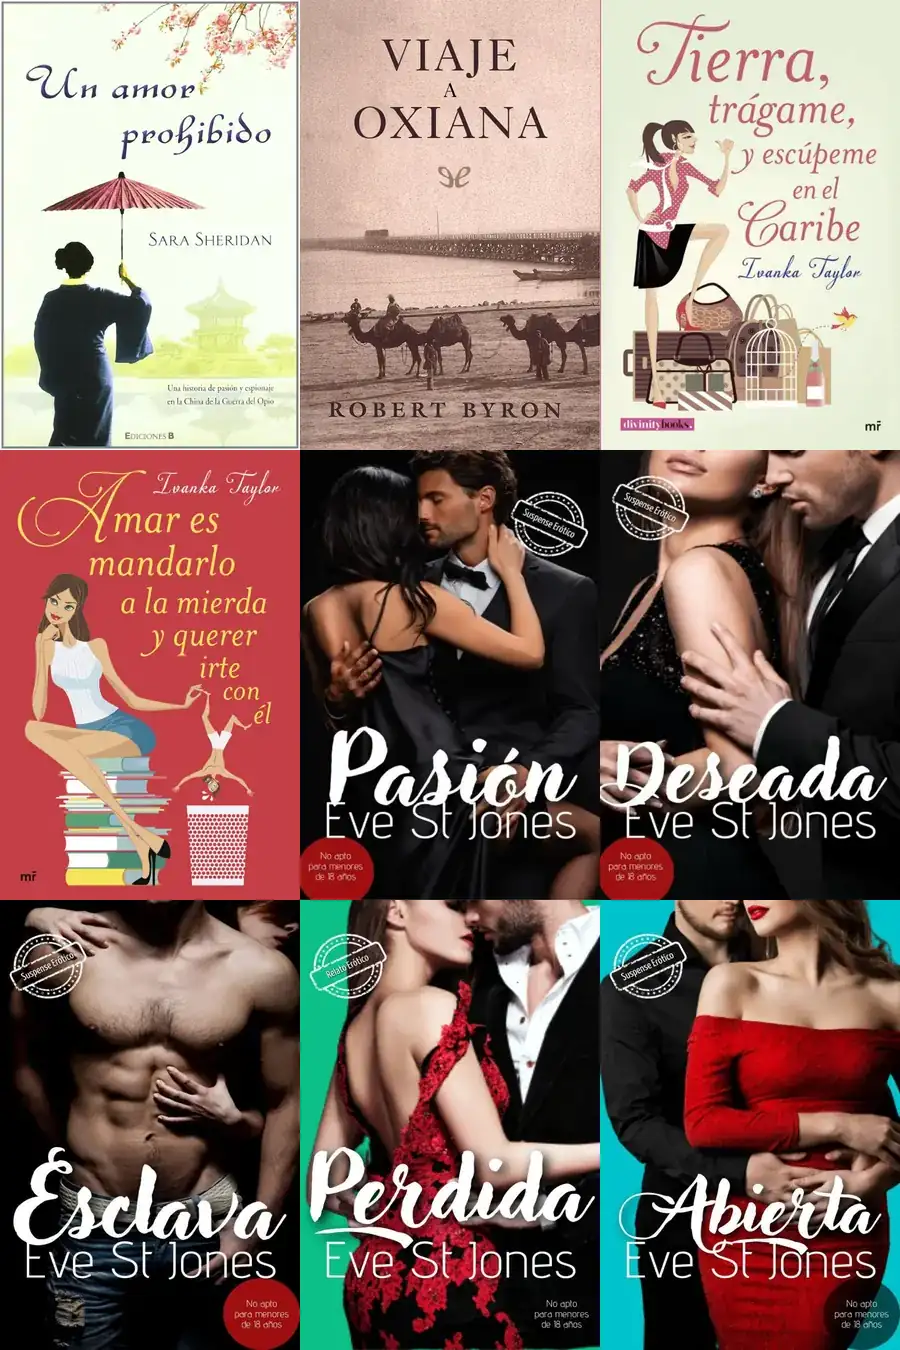 Un amor
prohibido
SARA SHERIDAN
Una historia de pasión y espionaje
en la China de la Guerra del Opio
EDICIONES B
VIAJE
A
OXIANA
ROBERT BYRON
Tierra,
trágame,
y escúpeme
en el
Caribe
Ivanka Taylor
divinitybooks.
mr
Ivanka Taylor
Amar es
mandarlo
a la mierda
y querer
irte
con
él
mr
Suspense Erótico
Pasión
Eve St Jones
No apto
para menores
de 18 años
Suspense Erótico
Deseada
Eve St Jones
No apto
para menores
de 18 años
Suspense Erótico
Esclava
Eve St Jones
No apto
para menores
de 18 años
Relato Erótico
Perdida
Eve St Jones
No apto
para menores
de 18 años
Suspense Erótico
Abierta
Eve St Jones
No apto
para menores
de 18 años